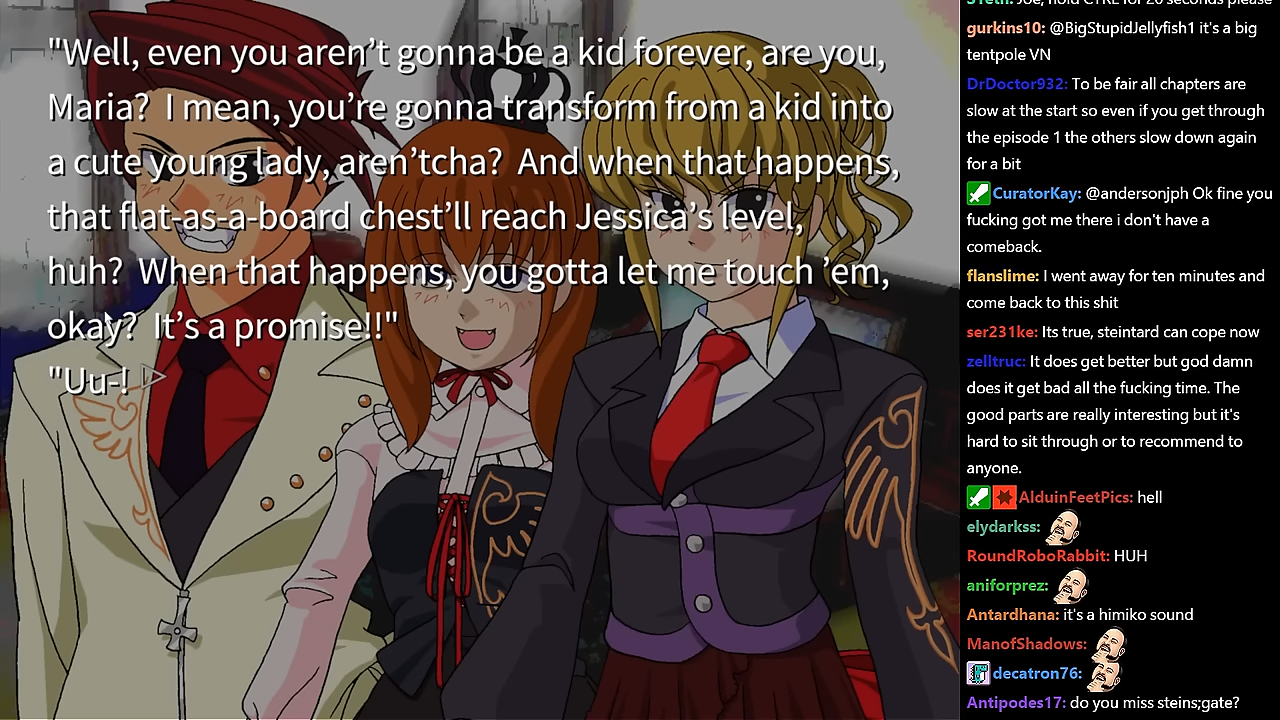 "Well, even you aren't gonna be a kid forever, are you,
Maria?  I mean, you're gonna transform from a kid into
a cute young lady, aren'tcha?  And when that happens,
that flat-as-a-board chest'll reach Jessica's level,
huh?  When that happens, you gotta let me touch 'em,
okay?  It's a promise!!"
"Uu-!
Joe, hold CTRL for 20 seconds please
gurkins10: @BigStupidJellyfish1 it's a big
tentpole VN
DrDoctor932: To be fair all chapters are
slow at the start so even if you get through
the episode 1 the others slow down again
for a bit
CuratorKay: @andersonjph Ok fine you
fucking got me there i don't have a
comeback.
flanslime: I went away for ten minutes and
come back to this shit
ser231ke: Its true, steintard can cope now
zelltruc: It does get better but god damn
does it get bad all the fucking time. The
good parts are really interesting but it's
hard to sit through or to recommend to
anyone.
AlduinFeetPics: hell
elydarkss:
RoundRoboRabbit: HUH
aniforprez:
Antardhana: it's a himiko sound
ManofShadows:
decatron76:
Antipodes17: do you miss steins;gate?